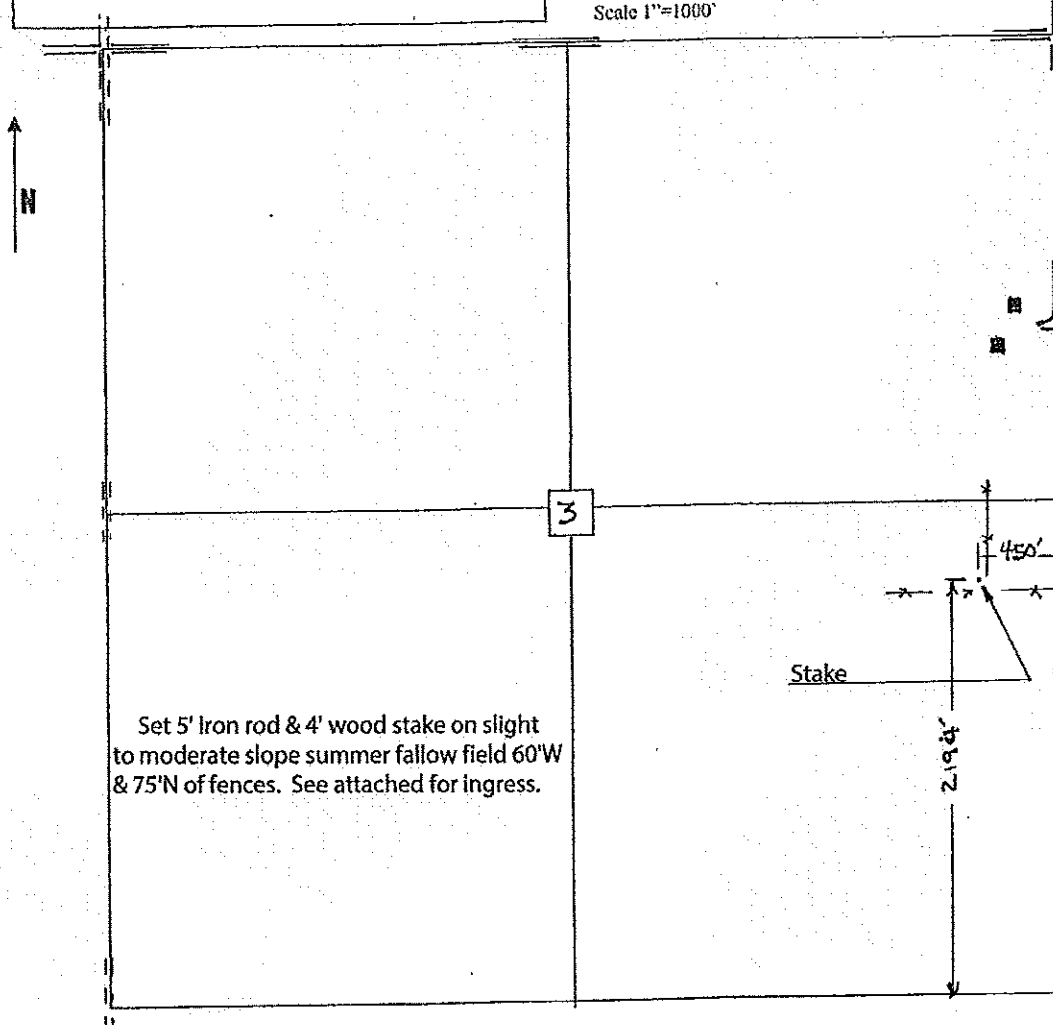 Scale 1"=1000'
N
3
450'
Stake
Set 5' Iron rod & 4' wood stake on slight
to moderate slope summer fallow field 60'W
& 75'N of fences. See attached for ingress.